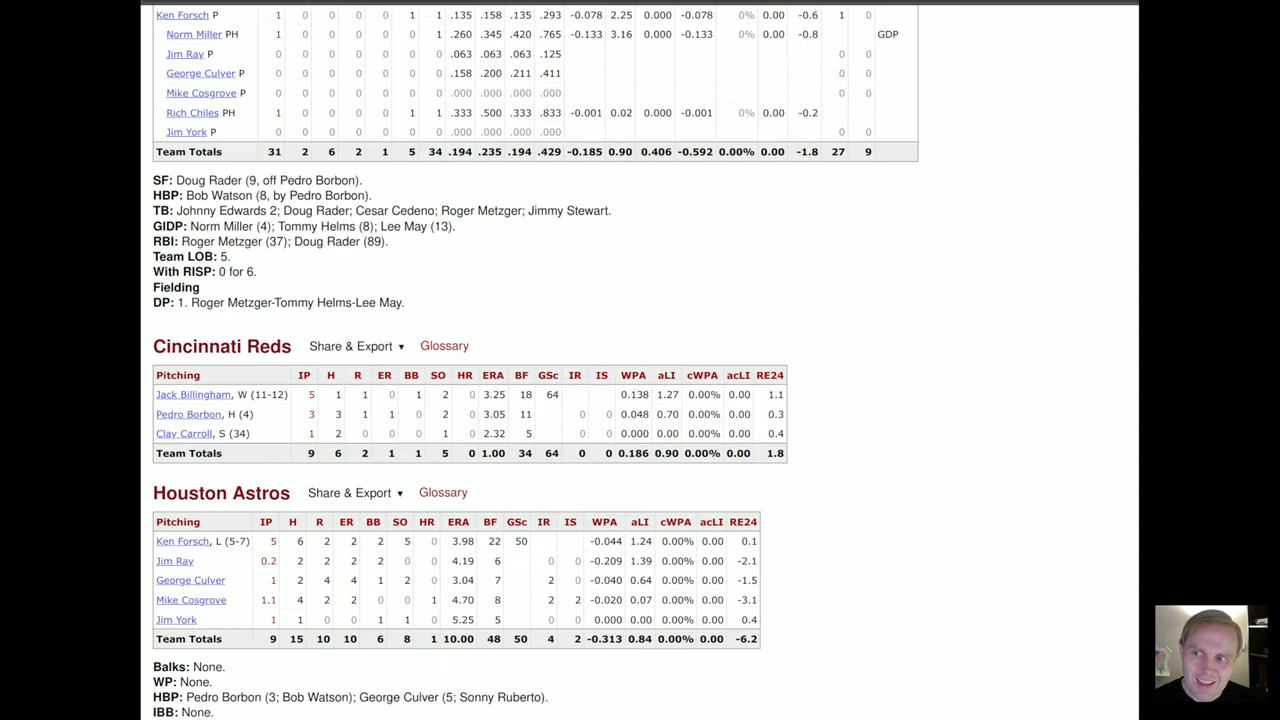 Ken Forsch P 1 0 0 0 0 1 1 .135 .158 .135 .293 -0.078 2.25 0.000 -0.078 0% 0.00 -0.6 1 0
Norm Miller PH 1 0 0 0 0 0 1 .260 .345 .420 .765 -0.133 3.16 0.000 -0.133 0% 0.00 -0.8 GDP
Jim Ray P 0 0 0 0 0 0 0 .063 .063 .063 .125 0 0
George Culver P 0 0 0 0 0 0 0 .158 .200 .211 .411 0 0
Mike Cosgrove P 0 0 0 0 0 0 0 .000 .000 .000 .000 0 0
Rich Chiles PH 1 0 0 0 0 1 1 .333 .500 .333 .833 -0.001 0.02 0.000 -0.001 0% 0.00 -0.2
Jim York P 0 0 0 0 0 0 0 .000 .000 .000 .000 0 0
Team Totals 31 2 6 2 1 5 34 .194 .235 .194 .429 -0.185 0.90 0.406 -0.592 0.00% 0.00 -1.8 27 9
SF: Doug Rader (9, off Pedro Borbon).
HBP: Bob Watson (8, by Pedro Borbon).
TB: Johnny Edwards 2; Doug Rader; Cesar Cedeno; Roger Metzger; Jimmy Stewart.
GIDP: Norm Miller (4); Tommy Helms (8); Lee May (13).
RBI: Roger Metzger (37); Doug Rader (89).
Team LOB: 5.
With RISP: 0 for 6.
Fielding
DP: 1. Roger Metzger-Tommy Helms-Lee May.
Cincinnati Reds Share & Export ▼ Glossary
Pitching IP H R ER BB SO HR ERA BF GSc IR IS WPA aLI cWPA acLI RE24
Jack Billingham, W (11-12) 5 1 1 0 1 2 0 3.25 18 64 0.138 1.27 0.00% 0.00 1.1
Pedro Borbon, H (4) 3 3 1 1 0 2 0 3.05 11 0 0 0.048 0.70 0.00% 0.00 0.3
Clay Carroll, S (34) 1 2 0 0 0 1 0 2.32 5 0 0 0.000 0.00 0.00% 0.00 0.4
Team Totals 9 6 2 1 1 5 0 1.00 34 64 0 0 0.186 0.90 0.00% 0.00 1.8
Houston Astros Share & Export ▼ Glossary
Pitching IP H R ER BB SO HR ERA BF GSc IR IS WPA aLI cWPA acLI RE24
Ken Forsch, L (5-7) 5 6 2 2 2 5 0 3.98 22 50 -0.044 1.24 0.00% 0.00 0.1
Jim Ray 0.2 2 2 2 2 0 0 4.19 6 0 0 -0.209 1.39 0.00% 0.00 -2.1
George Culver 1 2 4 4 1 2 0 3.04 7 2 0 -0.040 0.64 0.00% 0.00 -1.5
Mike Cosgrove 1.1 4 2 2 0 0 1 4.70 8 2 2 -0.020 0.07 0.00% 0.00 -3.1
Jim York 1 1 0 0 1 1 0 5.25 5 0 0 0.000 0.00 0.00% 0.00 0.4
Team Totals 9 15 10 10 6 8 1 10.00 48 50 4 2 -0.313 0.84 0.00% 0.00 -6.2
Balks: None.
WP: None.
HBP: Pedro Borbon (3; Bob Watson); George Culver (5; Sonny Ruberto).
IBB: None.